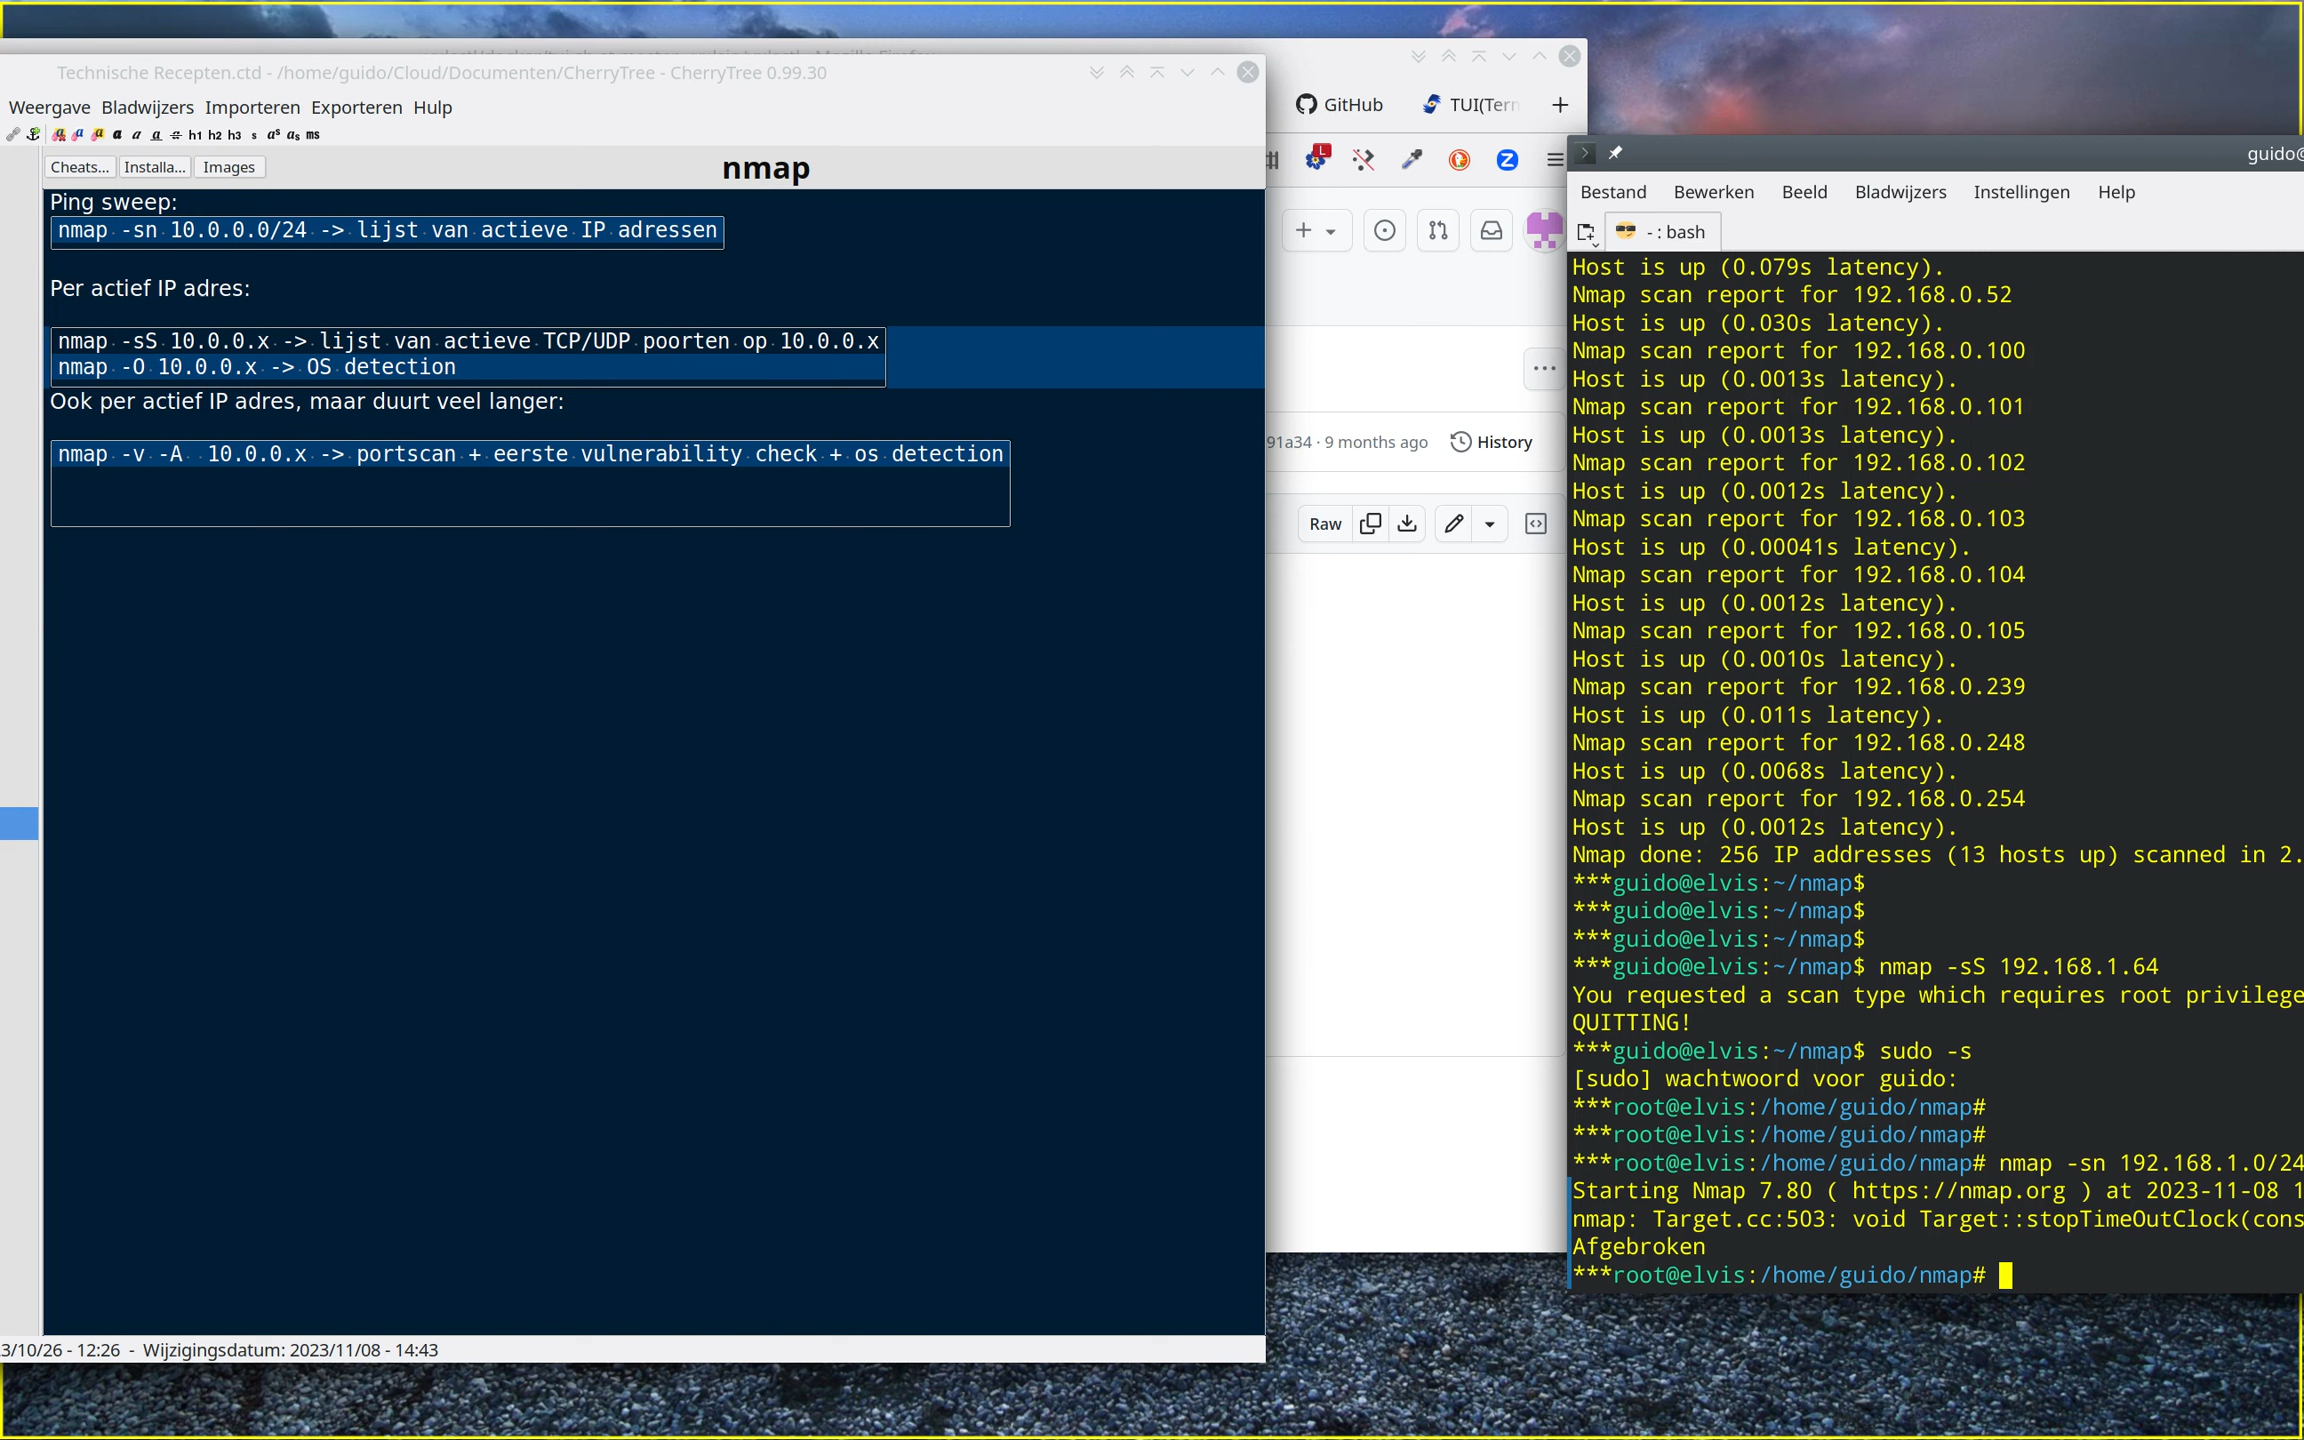 Technische Recepten.ctd - /home/guido/Cloud/Documenten/CherryTree - CherryTree 0.99.30
Weergave Bladwijzers Importeren Exporteren Hulp
a a a a a a h1 h2 h3 s as as ms
Cheats... Installa... Images
nmap
Ping sweep:
nmap -sn 10.0.0.0/24 -> lijst van actieve IP adressen
Per actief IP adres:
nmap -sS 10.0.0.x -> lijst van actieve TCP/UDP poorten op 10.0.0.x
nmap -O 10.0.0.x -> OS detection
Ook per actief IP adres, maar duurt veel langer:
nmap -v -A  10.0.0.x -> portscan + eerste vulnerability check + os detection
3/10/26 - 12:26 - Wijzigingsdatum: 2023/11/08 - 14:43
GitHub TUI(Tern
L Z
91a34 · 9 months ago History
Raw
guido@
Bestand Bewerken Beeld Bladwijzers Instellingen Help
- : bash
Host is up (0.079s latency).
Nmap scan report for 192.168.0.52
Host is up (0.030s latency).
Nmap scan report for 192.168.0.100
Host is up (0.0013s latency).
Nmap scan report for 192.168.0.101
Host is up (0.0013s latency).
Nmap scan report for 192.168.0.102
Host is up (0.0012s latency).
Nmap scan report for 192.168.0.103
Host is up (0.00041s latency).
Nmap scan report for 192.168.0.104
Host is up (0.0012s latency).
Nmap scan report for 192.168.0.105
Host is up (0.0010s latency).
Nmap scan report for 192.168.0.239
Host is up (0.011s latency).
Nmap scan report for 192.168.0.248
Host is up (0.0068s latency).
Nmap scan report for 192.168.0.254
Host is up (0.0012s latency).
Nmap done: 256 IP addresses (13 hosts up) scanned in 2.
***guido@elvis:~/nmap$
***guido@elvis:~/nmap$
***guido@elvis:~/nmap$
***guido@elvis:~/nmap$ nmap -sS 192.168.1.64
You requested a scan type which requires root privilege
QUITTING!
***guido@elvis:~/nmap$ sudo -s
[sudo] wachtwoord voor guido:
***root@elvis:/home/guido/nmap#
***root@elvis:/home/guido/nmap#
***root@elvis:/home/guido/nmap# nmap -sn 192.168.1.0/24
Starting Nmap 7.80 ( https://nmap.org ) at 2023-11-08 1
nmap: Target.cc:503: void Target::stopTimeOutClock(cons
Afgebroken
***root@elvis:/home/guido/nmap#